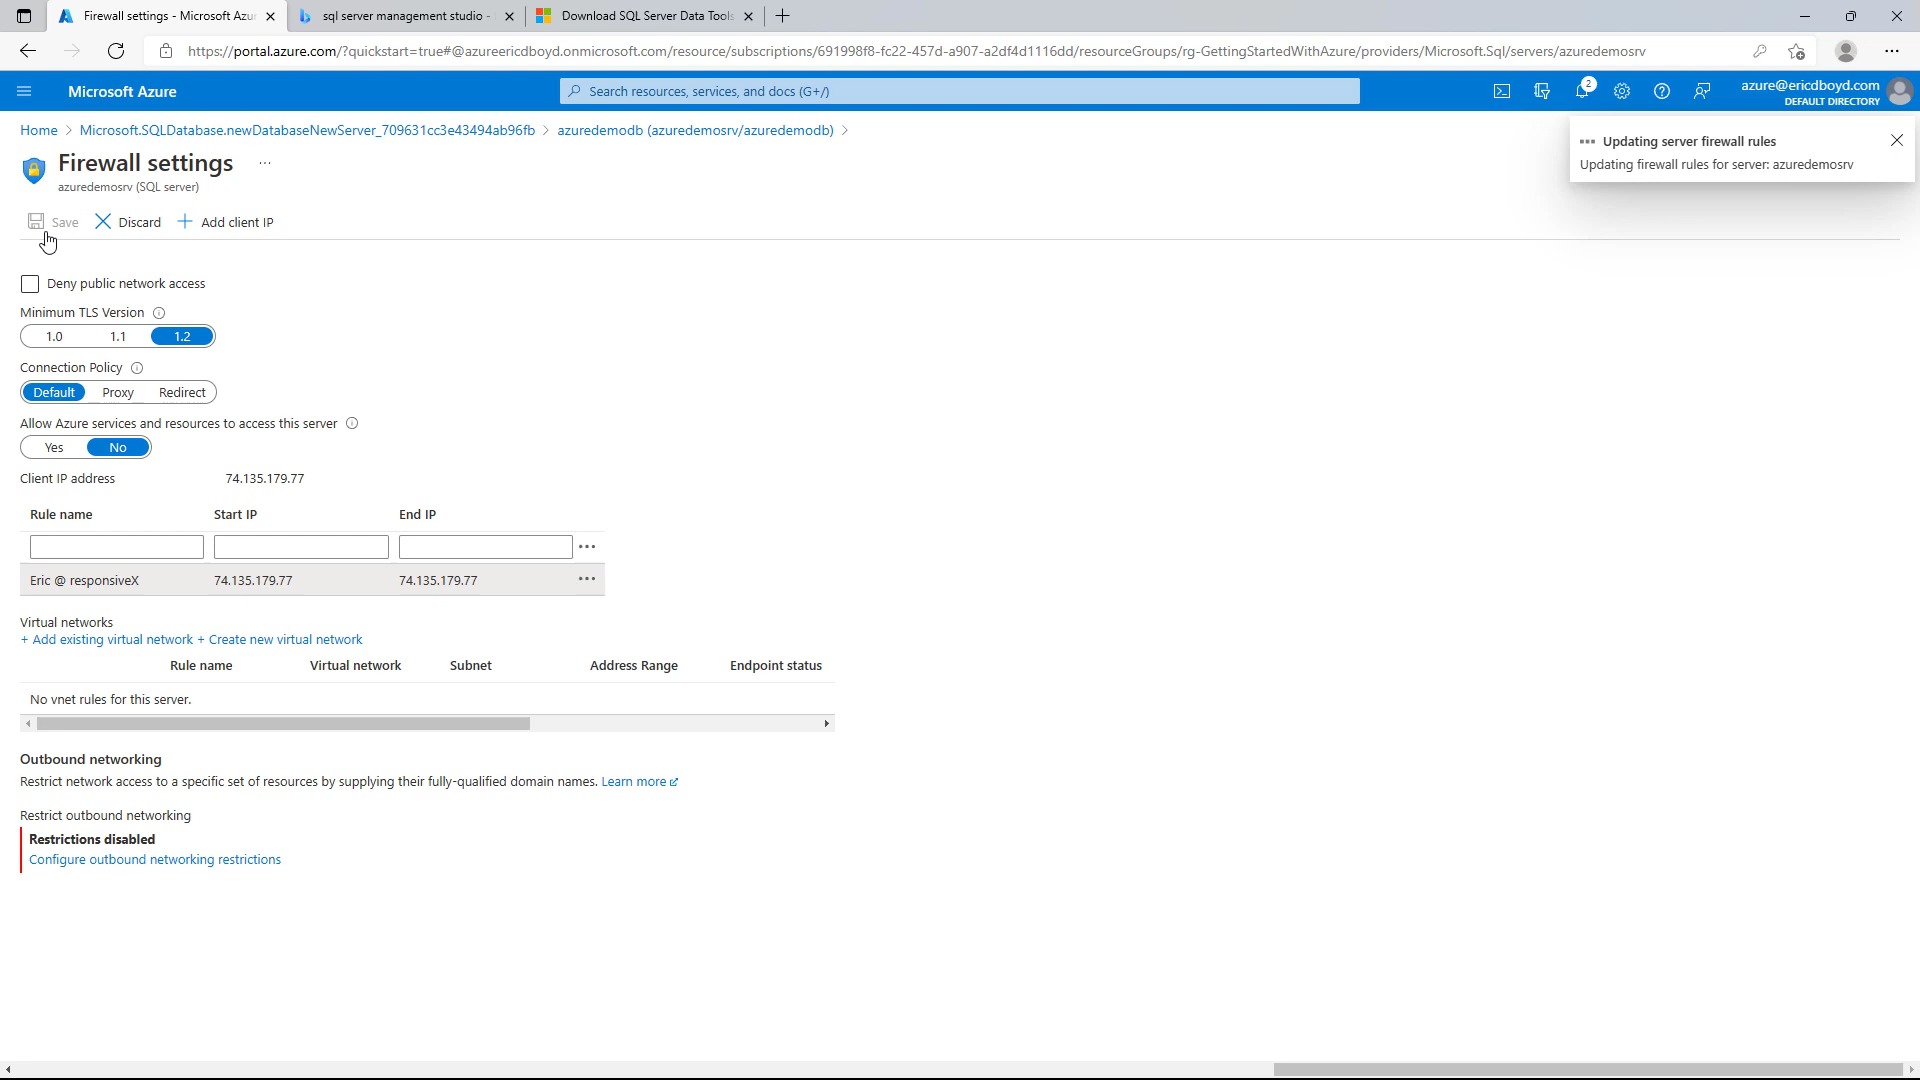 Firewall settings - Microsoft Azu
sql server management studio -
Download SQL Server Data Tools
https://portal.azure.com/?quickstart=true#@azureericdboyd.onmicrosoft.com/resource/subscriptions/691998f8-fc22-457d-a907-a2df4d1116dd/resourceGroups/rg-GettingStartedWithAzure/providers/Microsoft.Sql/servers/azuredemosrv
Microsoft Azure
Search resources, services, and docs (G+/)
2
azure@ericdboyd.com
DEFAULT DIRECTORY
Home > Microsoft.SQLDatabase.newDatabaseNewServer_709631cc3e43494ab96fb > azuredemodb (azuredemosrv/azuredemodb) >
Firewall settings ...
azuredemosrv (SQL server)
Updating server firewall rules
Updating firewall rules for server: azuredemosrv
Save Discard + Add client IP
Deny public network access
Minimum TLS Version
1.0 1.1 1.2
Connection Policy
Default Proxy Redirect
Allow Azure services and resources to access this server
Yes No
Client IP address 74.135.179.77
Rule name Start IP End IP
Eric @ responsiveX 74.135.179.77 74.135.179.77
Virtual networks
+ Add existing virtual network + Create new virtual network
Rule name Virtual network Subnet Address Range Endpoint status
No vnet rules for this server.
Outbound networking
Restrict network access to a specific set of resources by supplying their fully-qualified domain names. Learn more
Restrict outbound networking
Restrictions disabled
Configure outbound networking restrictions